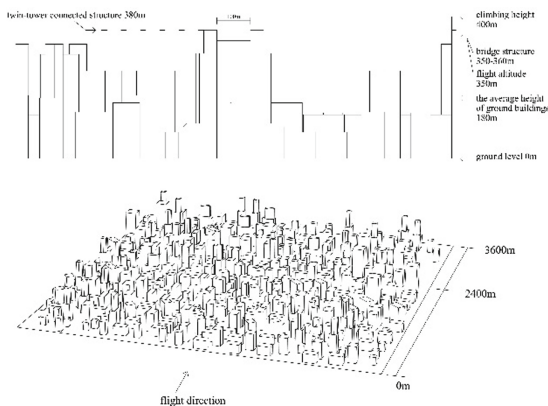 twin-tower connected structure 380m
climbing height
400m
bridge structure
350-360m
flight altitude
350m
the average height
of ground buildings
180m
ground level 0m
3600m
2400m
0m
flight direction